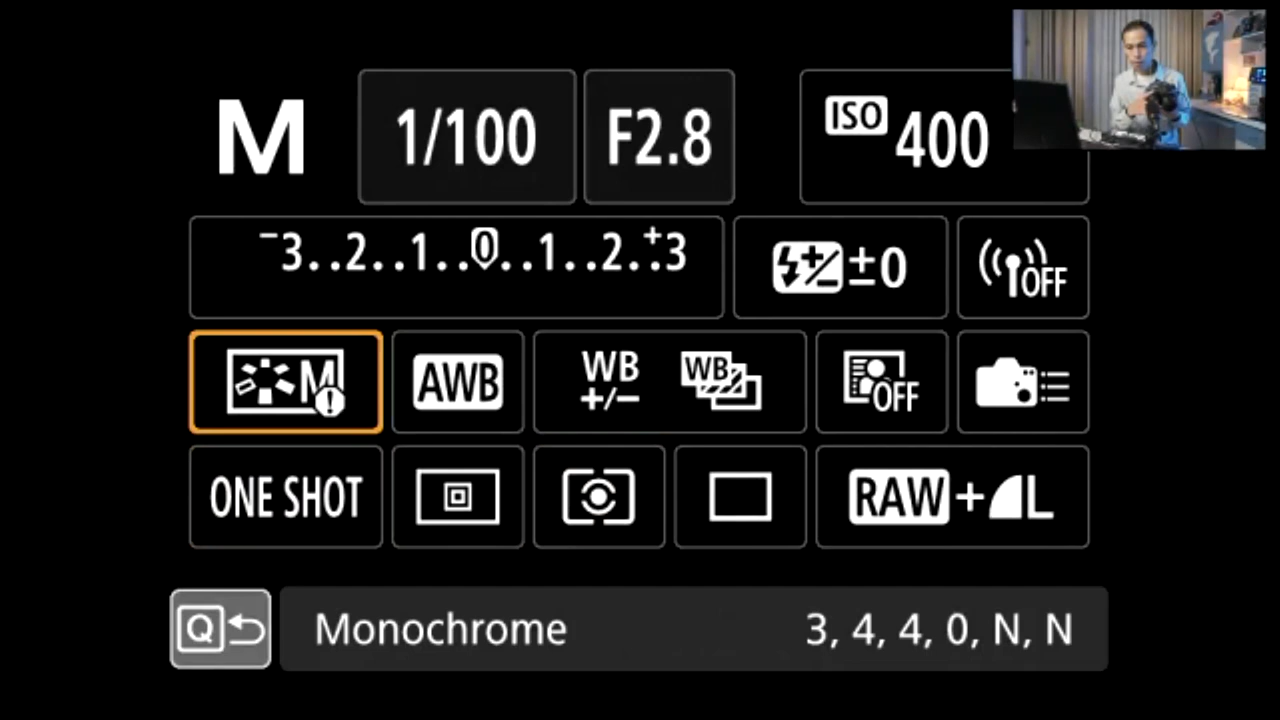 M 1/100 F2.8 ISO 400
-3..2..1..0..1..2..+3 ±0 OFF
M! AWB WB +/- WB OFF
ONE SHOT RAW+L
Q Monochrome 3, 4, 4, 0, N, N